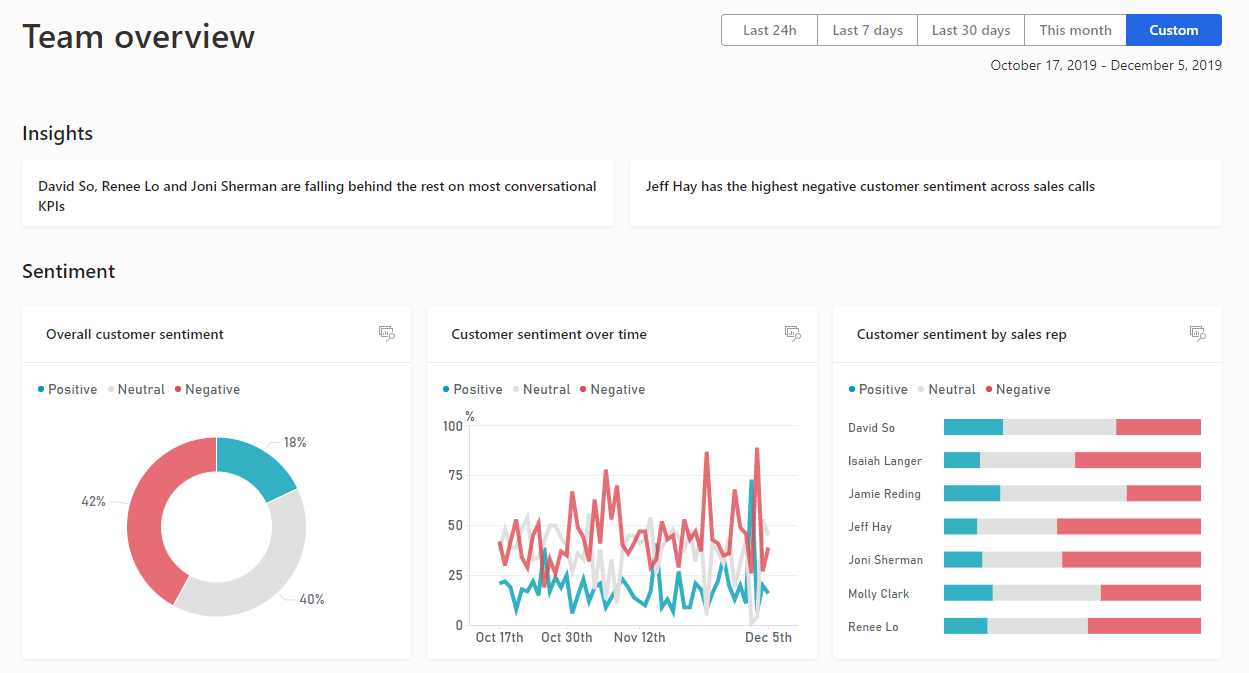 Team overview
Last 24h
Last 7 days
Last 30 days
This month
Custom
October 17, 2019 - December 5, 2019
Insights
David So, Renee Lo and Joni Sherman are falling behind the rest on most conversational
KPIs
Jeff Hay has the highest negative customer sentiment across sales calls
Sentiment
Overall customer sentiment
Positive Neutral Negative
18%
42%
40%
Customer sentiment over time
Positive Neutral Negative
%
100
75
50
25
0
Oct 17th Oct 30th Nov 12th Dec 5th
Customer sentiment by sales rep
Positive Neutral Negative
David So
Isaiah Langer
Jamie Reding
Jeff Hay
Joni Sherman
Molly Clark
Renee Lo